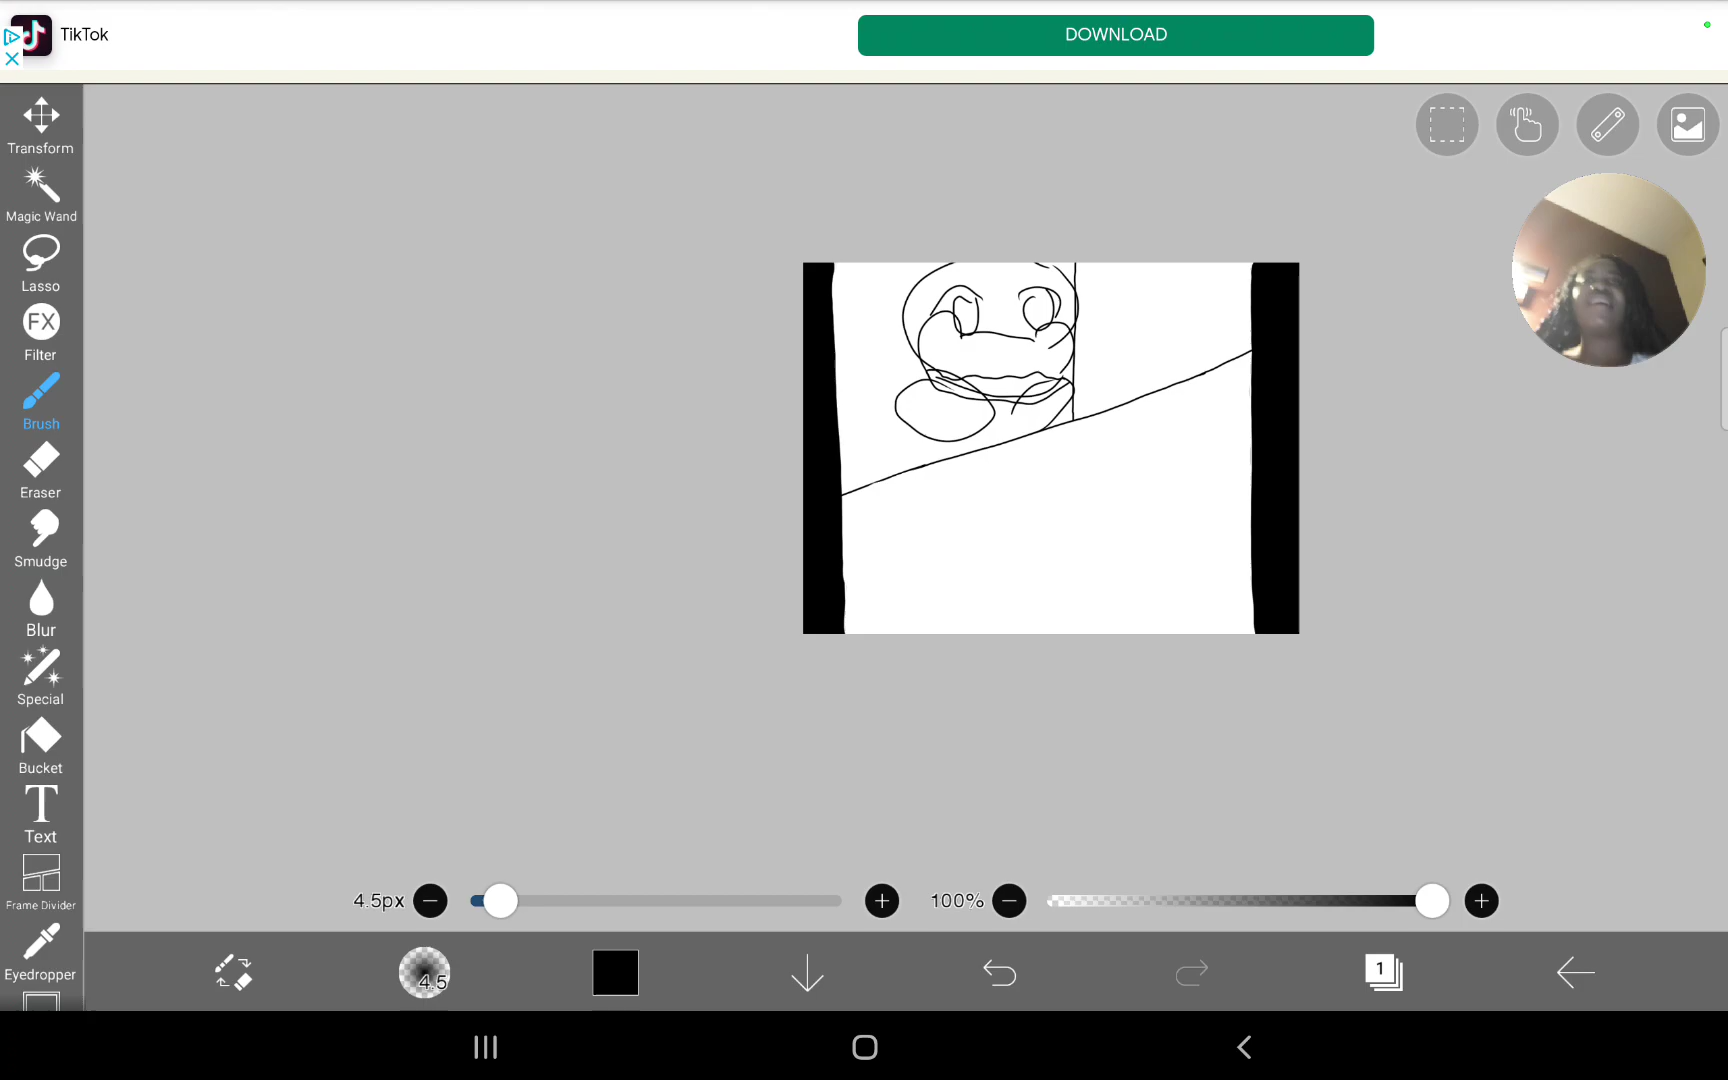 TikTok
DOWNLOAD
Transform
Magic Wand
Lasso
FX
Filter
Brush
Eraser
Smudge
Blur
Special
Bucket
T
Text
Frame Divider
Eyedropper
4.5px
100%
4.5
1